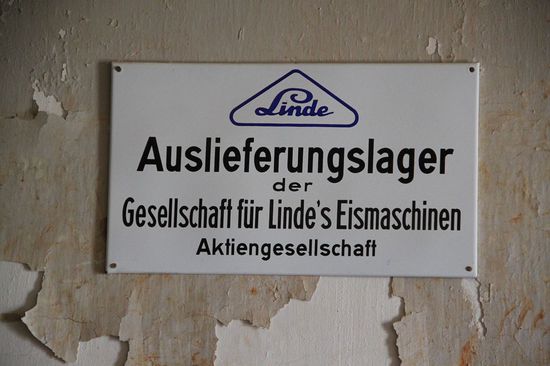 Linde
Auslieferungslager
der
Gesellschaft für Linde's Eismaschinen
Aktiengesellschaft